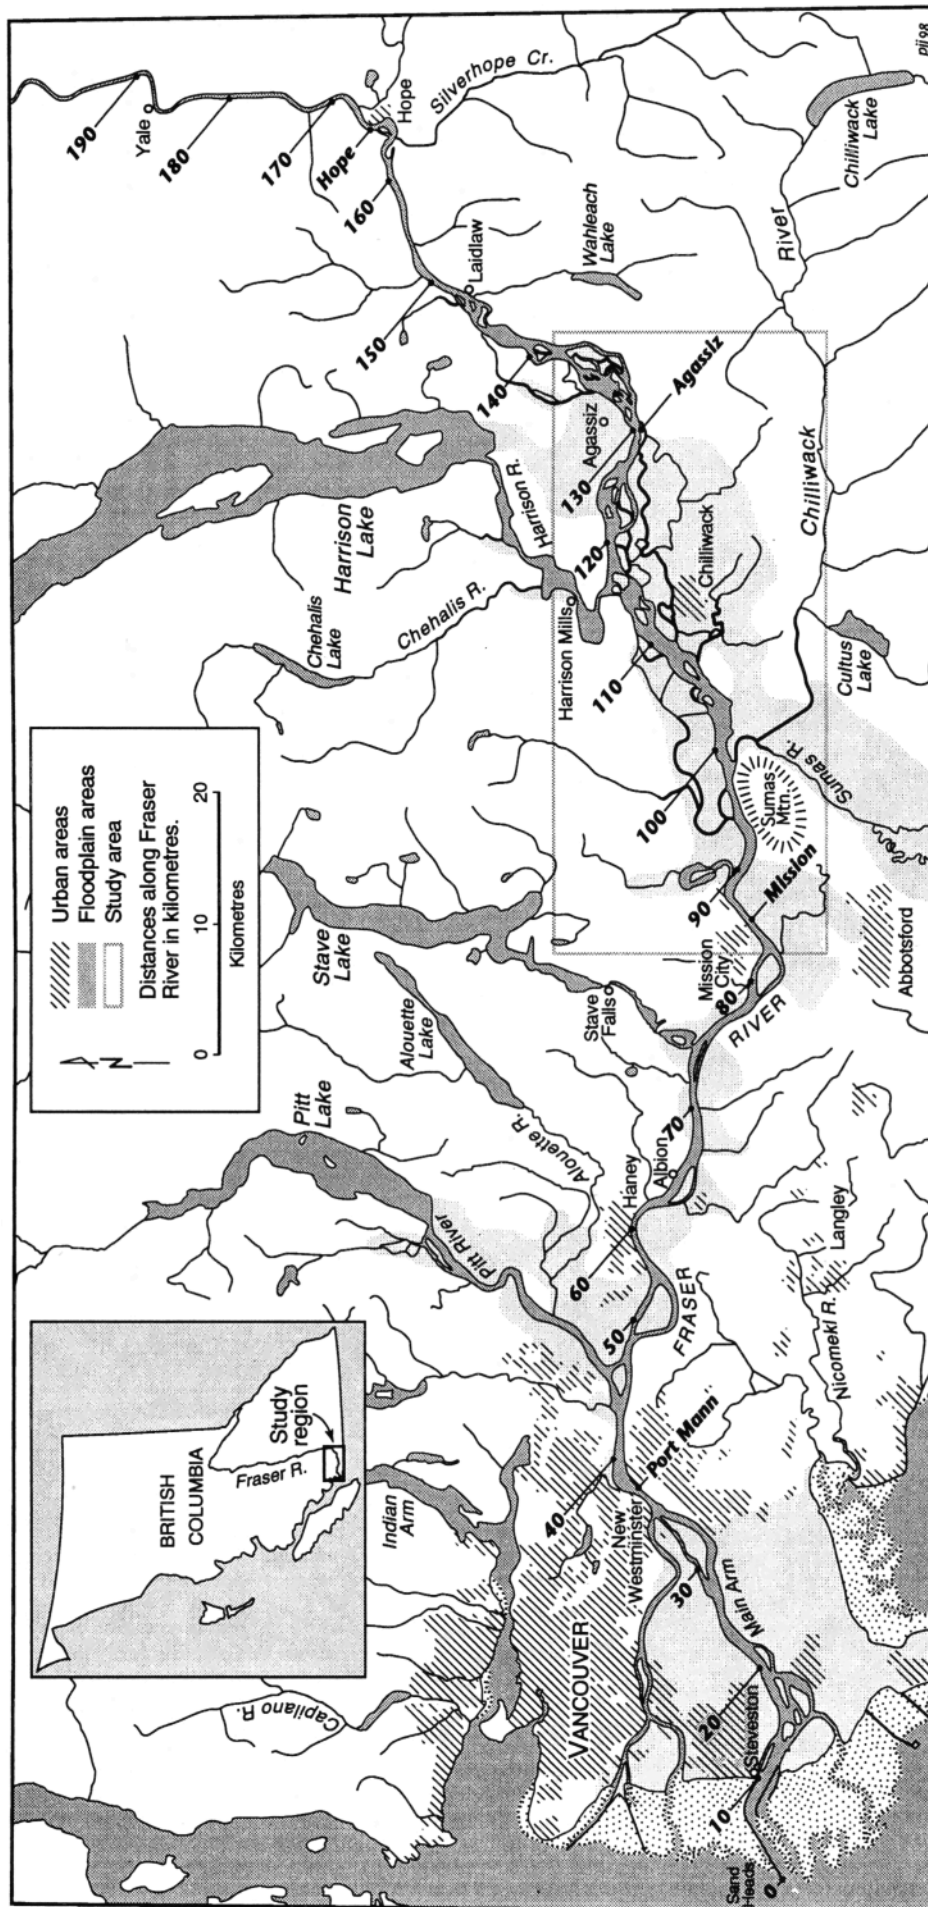 BRITISH
COLUMBIA
Fraser R.
Study
region
Urban areas
Floodplain areas
Study area
Distances along Fraser
River in kilometres.
N
0
10
20
Kilometres
Capilano R.
Indian
Arm
Pitt
Lake
Pitt River
Alouette
Lake
Alouette R.
Stave
Lake
Stave
Falls
Chehalis
Lake
Chehalis R.
Harrison
Lake
Harrison R.
Harrison Mills
Agassiz
Agassiz
Laidlaw
Wahleach
Lake
Hope
Hope
Silverhope Cr.
Yale
190
180
170
160
150
140
130
120
110
100
90
80
70
60
50
40
30
20
10
0
VANCOUVER
New
Westminster
Port Mann
Main Arm
Steveston
Sand
Heads
FRASER
RIVER
Haney
Albion
Langley
Nicomekl R.
Mission
City
Mission
Abbotsford
Sumas
Mtn.
Sumas R.
Chilliwack
Cultus
Lake
Chilliwack
River
Chilliwack
Lake
pjj98